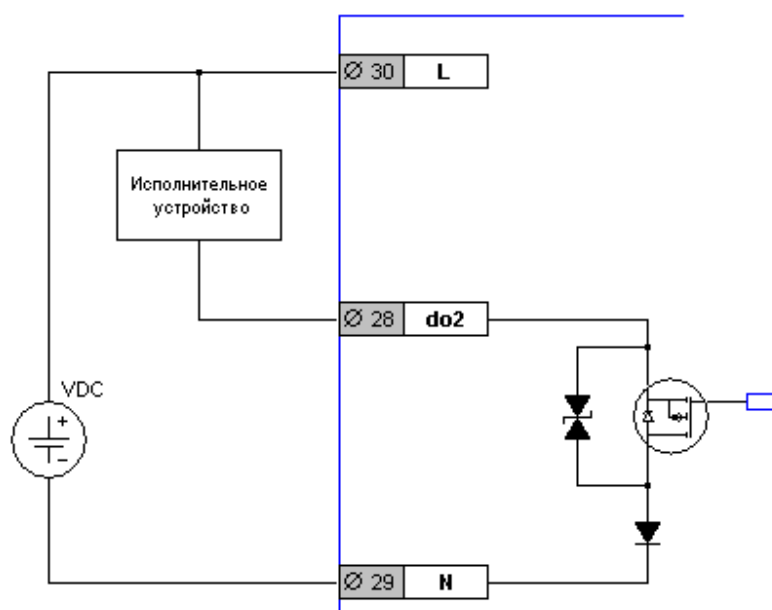 Ø 30 L
Исполнительное
устройство
Ø 28 do2
VDC
+
−
Ø 29 N